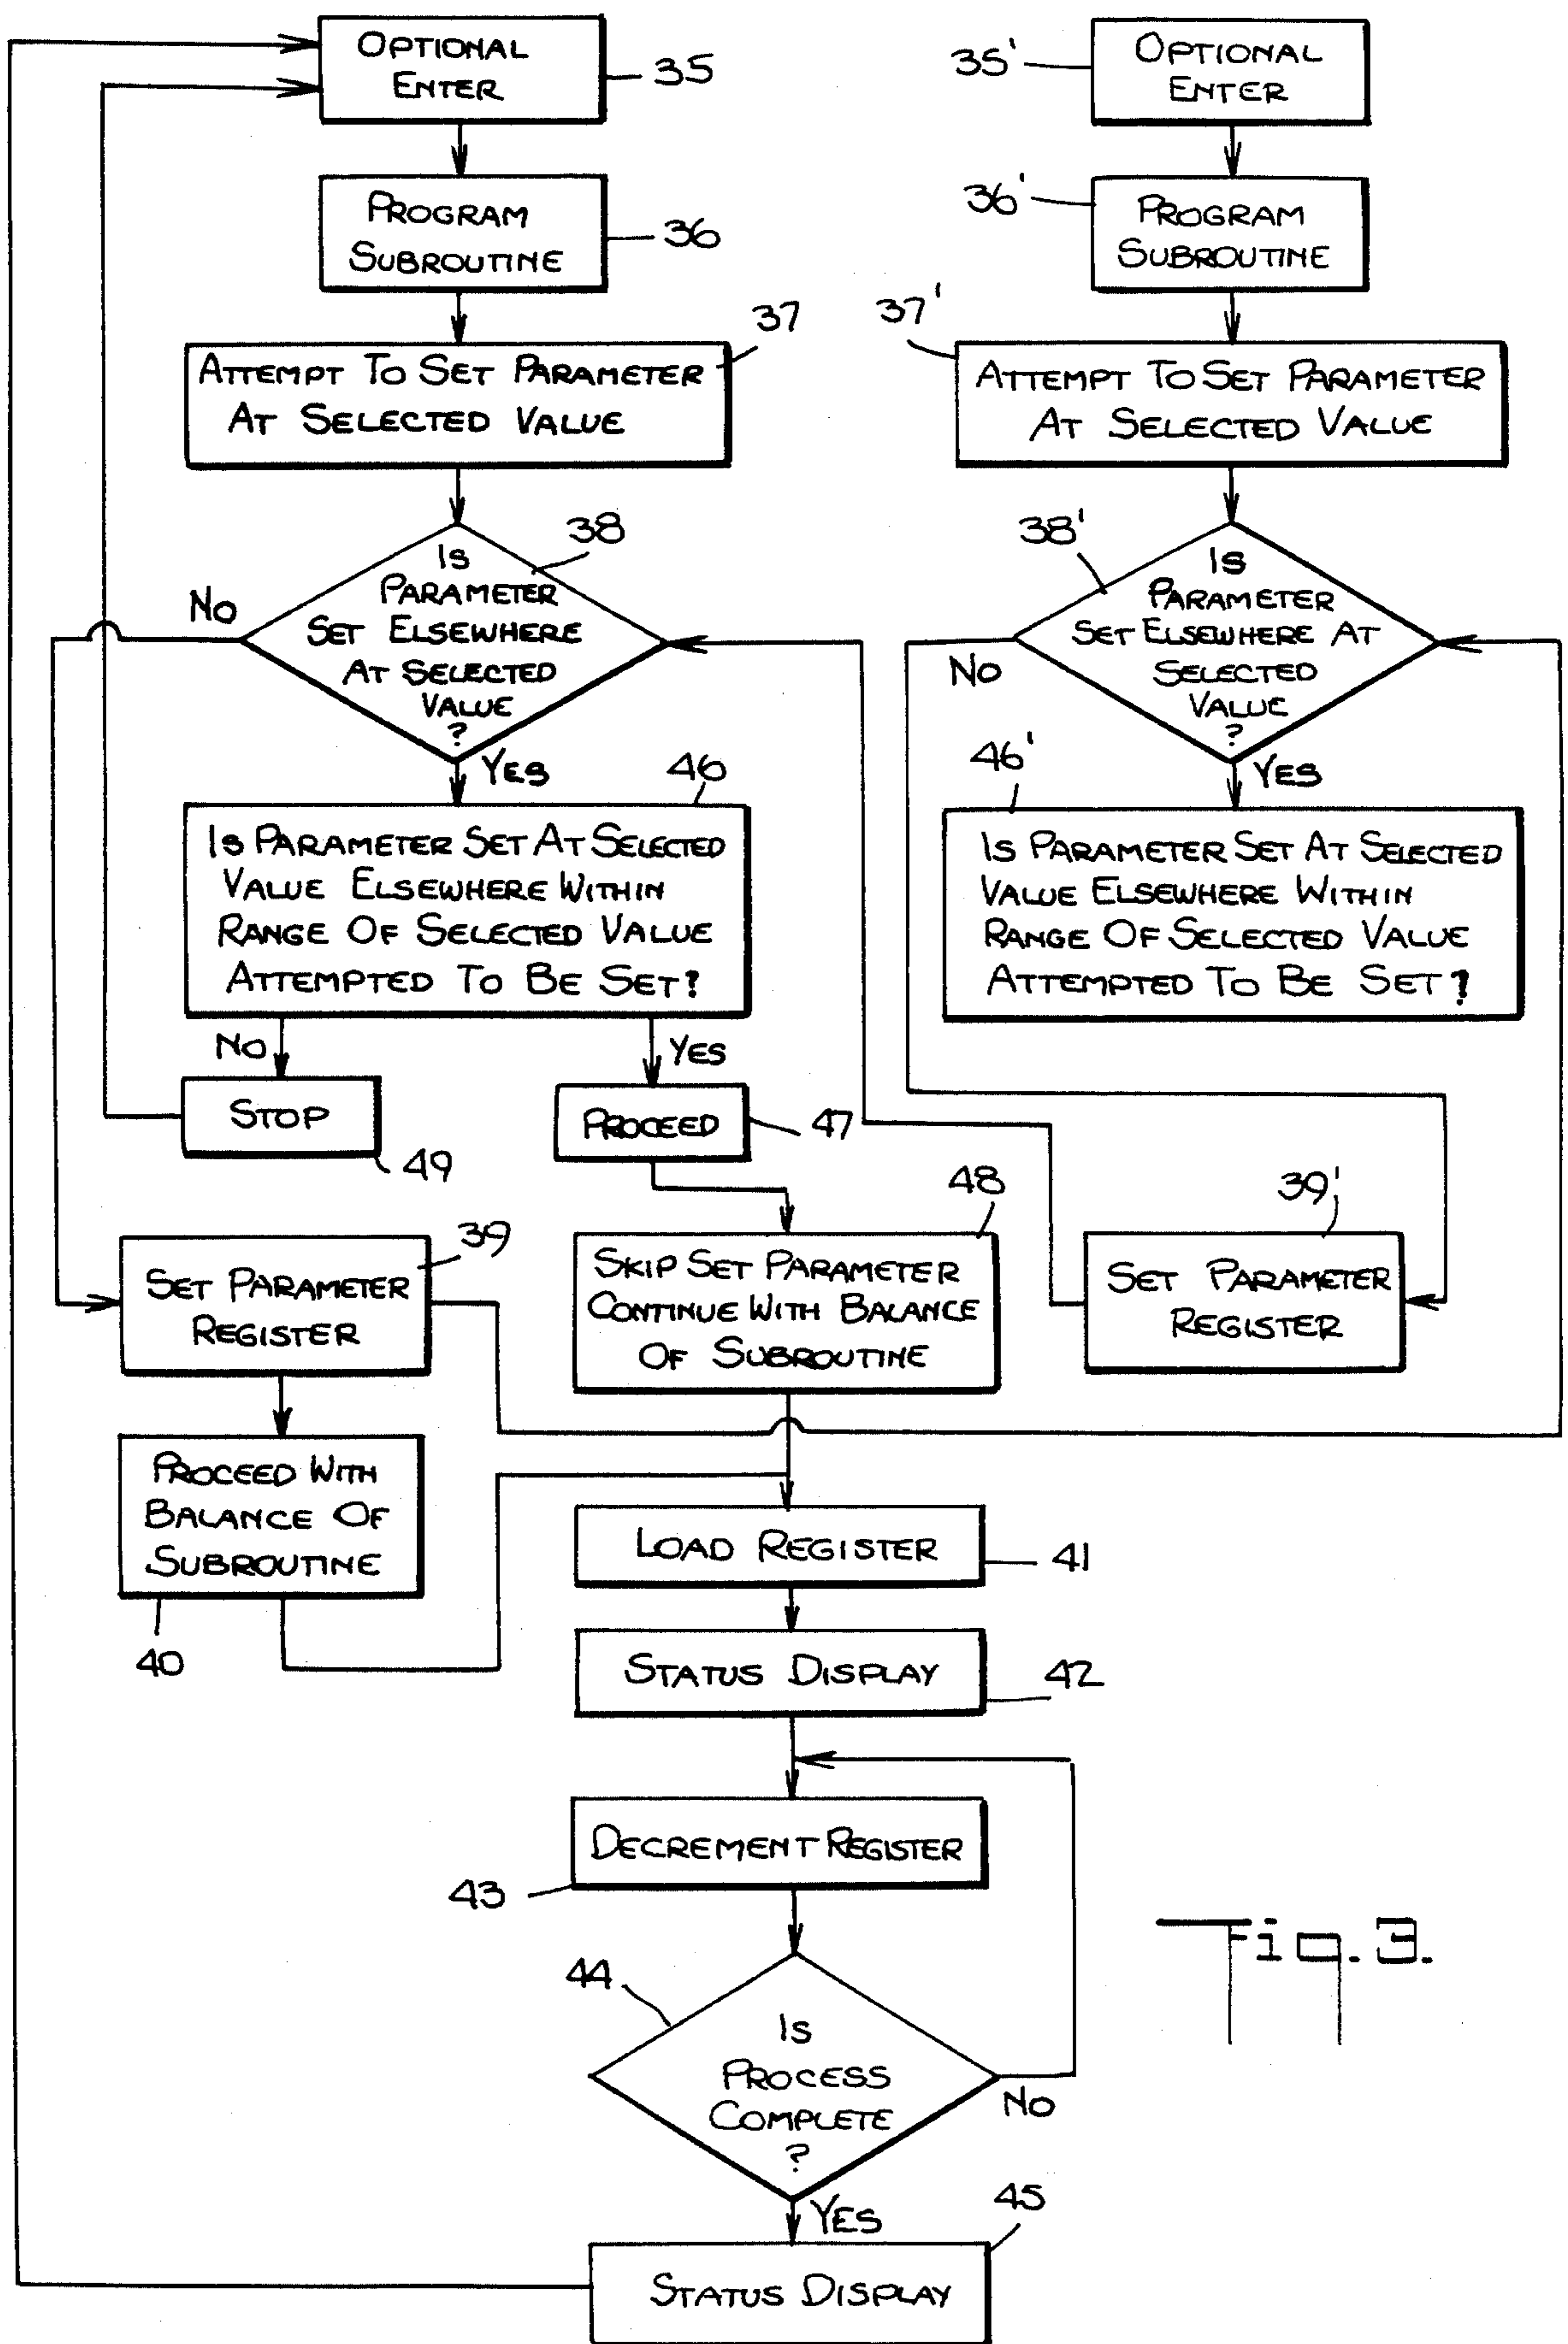 OPTIONAL
ENTER
35
PROGRAM
SUBROUTINE
36
37
ATTEMPT TO SET PARAMETER
AT SELECTED VALUE
38
IS
PARAMETER
SET ELSEWHERE
AT SELECTED
VALUE
?
NO
YES
46
IS PARAMETER SET AT SELECTED
VALUE ELSEWHERE WITHIN
RANGE OF SELECTED VALUE
ATTEMPTED TO BE SET?
NO
YES
STOP
49
PROCEED
47
39
SET PARAMETER
REGISTER
48
SKIP SET PARAMETER
CONTINUE WITH BALANCE
OF SUBROUTINE
PROCEED WITH
BALANCE OF
SUBROUTINE
40
LOAD REGISTER
41
STATUS DISPLAY
42
DECREMENT REGISTER
43
44
IS
PROCESS
COMPLETE
?
NO
YES
45
STATUS DISPLAY
35'
OPTIONAL
ENTER
36'
PROGRAM
SUBROUTINE
37'
ATTEMPT TO SET PARAMETER
AT SELECTED VALUE
38'
IS
PARAMETER
SET ELSEWHERE AT
SELECTED
VALUE
?
NO
YES
46'
IS PARAMETER SET AT SELECTED
VALUE ELSEWHERE WITHIN
RANGE OF SELECTED VALUE
ATTEMPTED TO BE SET?
39'
SET PARAMETER
REGISTER
Fig. 3.